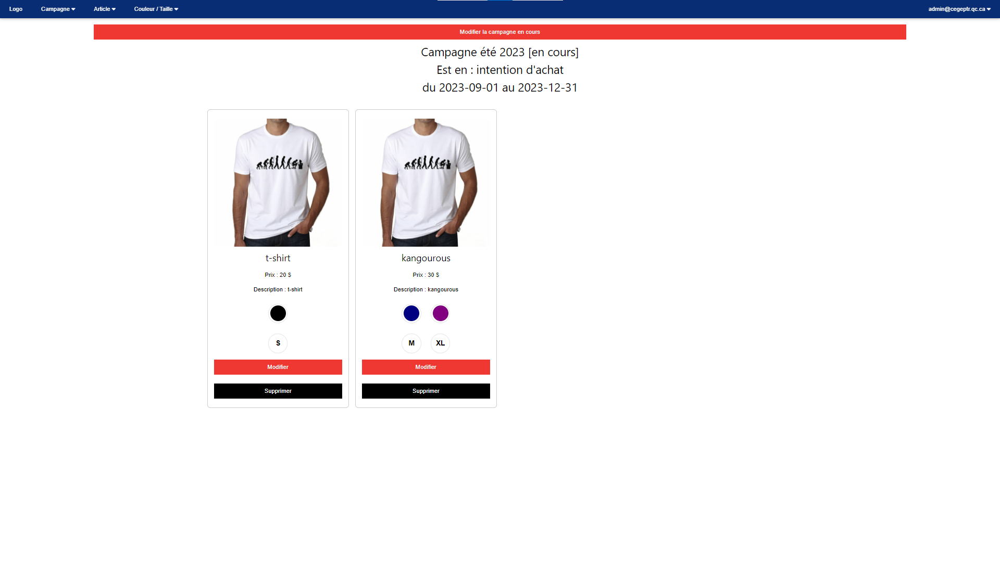 Logo
Campagne
Article
Couleur / Taille
admin@cegeptr.qc.ca
Modifier la campagne en cours
Campagne été 2023 [en cours]
Est en : intention d'achat
du 2023-09-01 au 2023-12-31
t-shirt
Prix : 20 $
Description : t-shirt
S
Modifier
Supprimer
kangourous
Prix : 30 $
Description : kangourous
M XL
Modifier
Supprimer